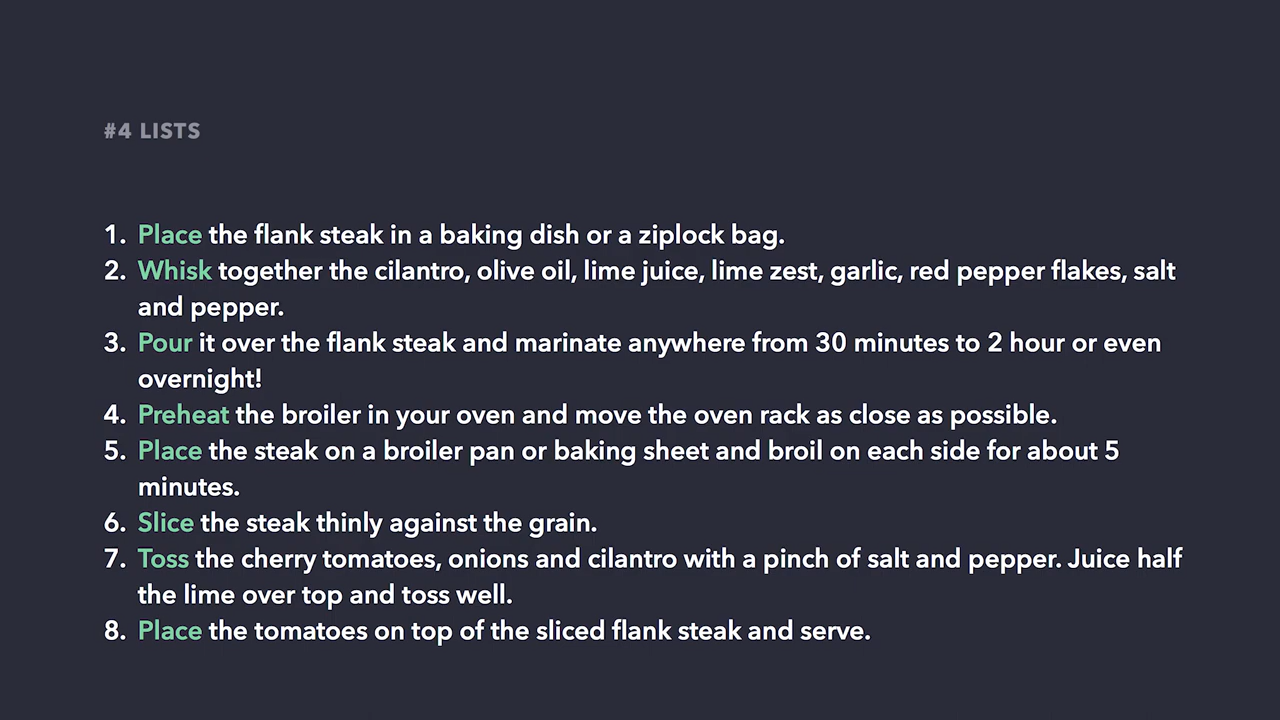 #4 LISTS
1. Place the flank steak in a baking dish or a ziplock bag.
2. Whisk together the cilantro, olive oil, lime juice, lime zest, garlic, red pepper flakes, salt
and pepper.
3. Pour it over the flank steak and marinate anywhere from 30 minutes to 2 hour or even
overnight!
4. Preheat the broiler in your oven and move the oven rack as close as possible.
5. Place the steak on a broiler pan or baking sheet and broil on each side for about 5
minutes.
6. Slice the steak thinly against the grain.
7. Toss the cherry tomatoes, onions and cilantro with a pinch of salt and pepper. Juice half
the lime over top and toss well.
8. Place the tomatoes on top of the sliced flank steak and serve.